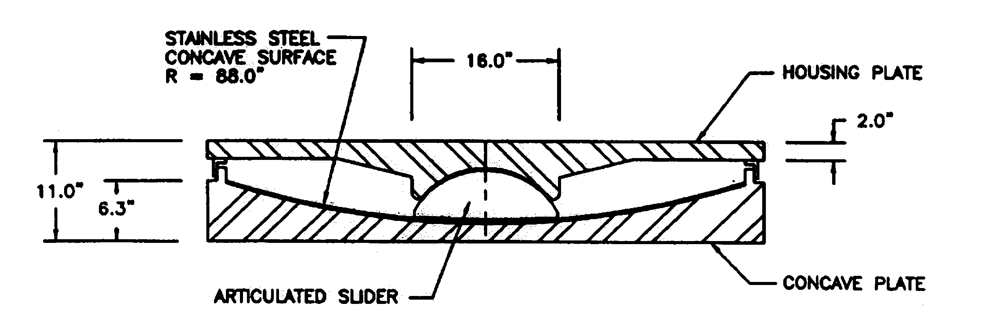 STAINLESS STEEL
CONCAVE SURFACE
R = 88.0"
16.0"
HOUSING PLATE
2.0"
11.0"
6.3"
ARTICULATED SLIDER
CONCAVE PLATE